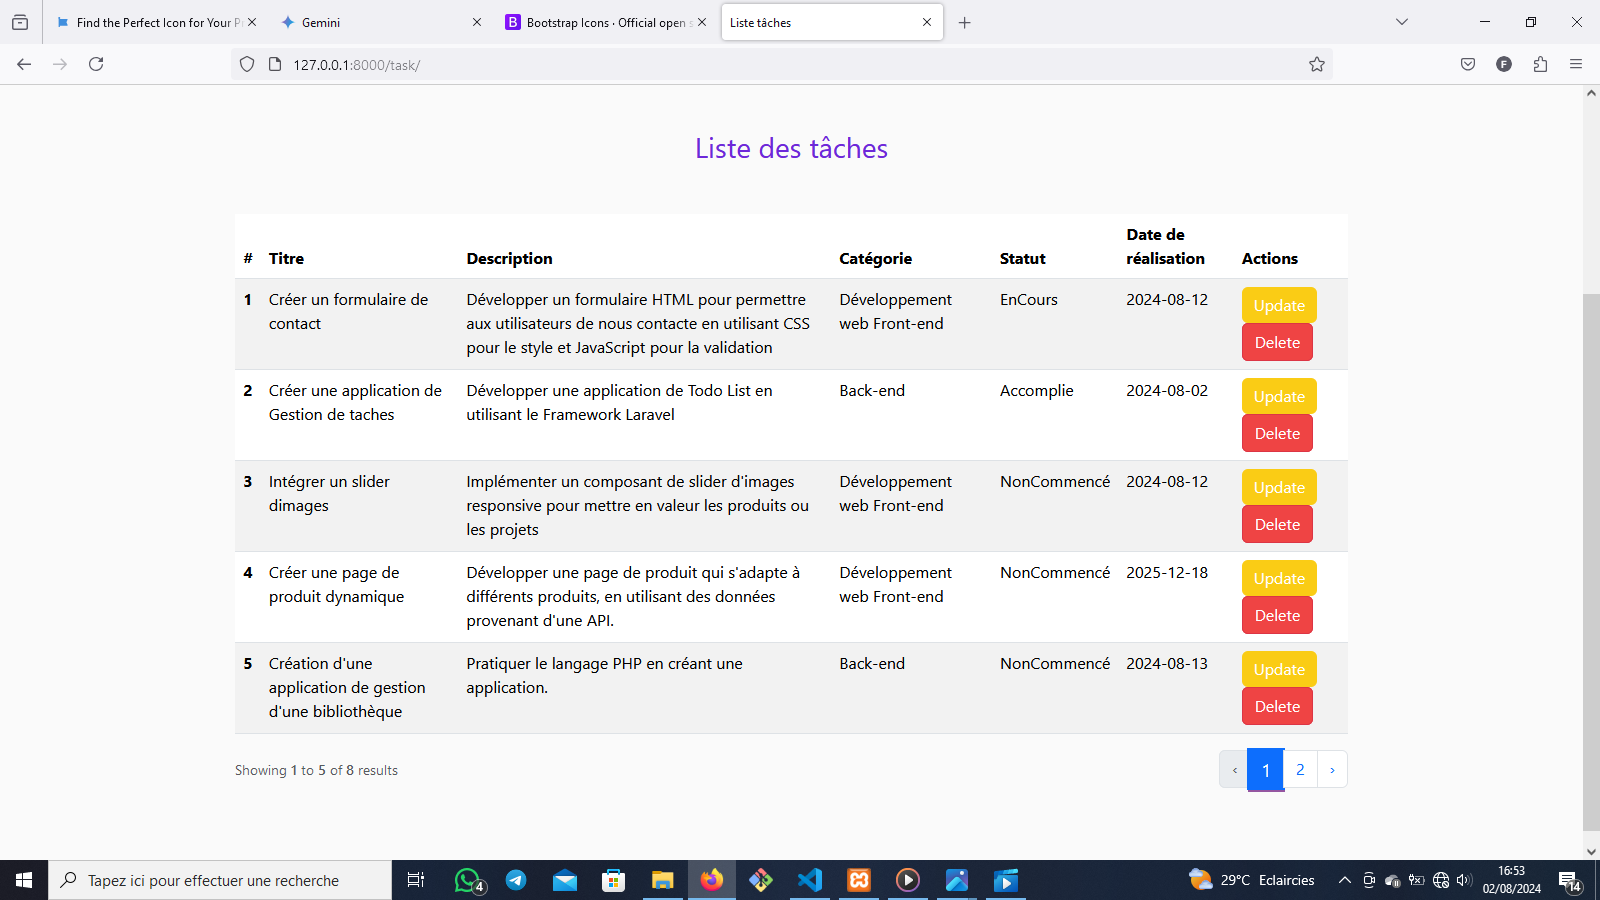 Find the Perfect Icon for Your P
Gemini
Bootstrap Icons · Official open s
Liste tâches
127.0.0.1:8000/task/
F
Liste des tâches
# Titre Description Catégorie Statut Date de réalisation Actions
1 Créer un formulaire de contact
Développer un formulaire HTML pour permettre
aux utilisateurs de nous contacte en utilisant CSS
pour le style et JavaScript pour la validation
Développement
web Front-end
EnCours
2024-08-12
Update
Delete
2 Créer une application de
Gestion de taches
Développer une application de Todo List en
utilisant le Framework Laravel
Back-end
Accomplie
2024-08-02
Update
Delete
3 Intégrer un slider
dimages
Implémenter un composant de slider d'images
responsive pour mettre en valeur les produits ou
les projets
Développement
web Front-end
NonCommencé
2024-08-12
Update
Delete
4 Créer une page de
produit dynamique
Développer une page de produit qui s'adapte à
différents produits, en utilisant des données
provenant d'une API.
Développement
web Front-end
NonCommencé
2025-12-18
Update
Delete
5 Création d'une
application de gestion
d'une bibliothèque
Pratiquer le langage PHP en créant une
application.
Back-end
NonCommencé
2024-08-13
Update
Delete
Showing 1 to 5 of 8 results
‹ 1 2 ›
Tapez ici pour effectuer une recherche
4
29°C Eclaircies
16:53
02/08/2024
14